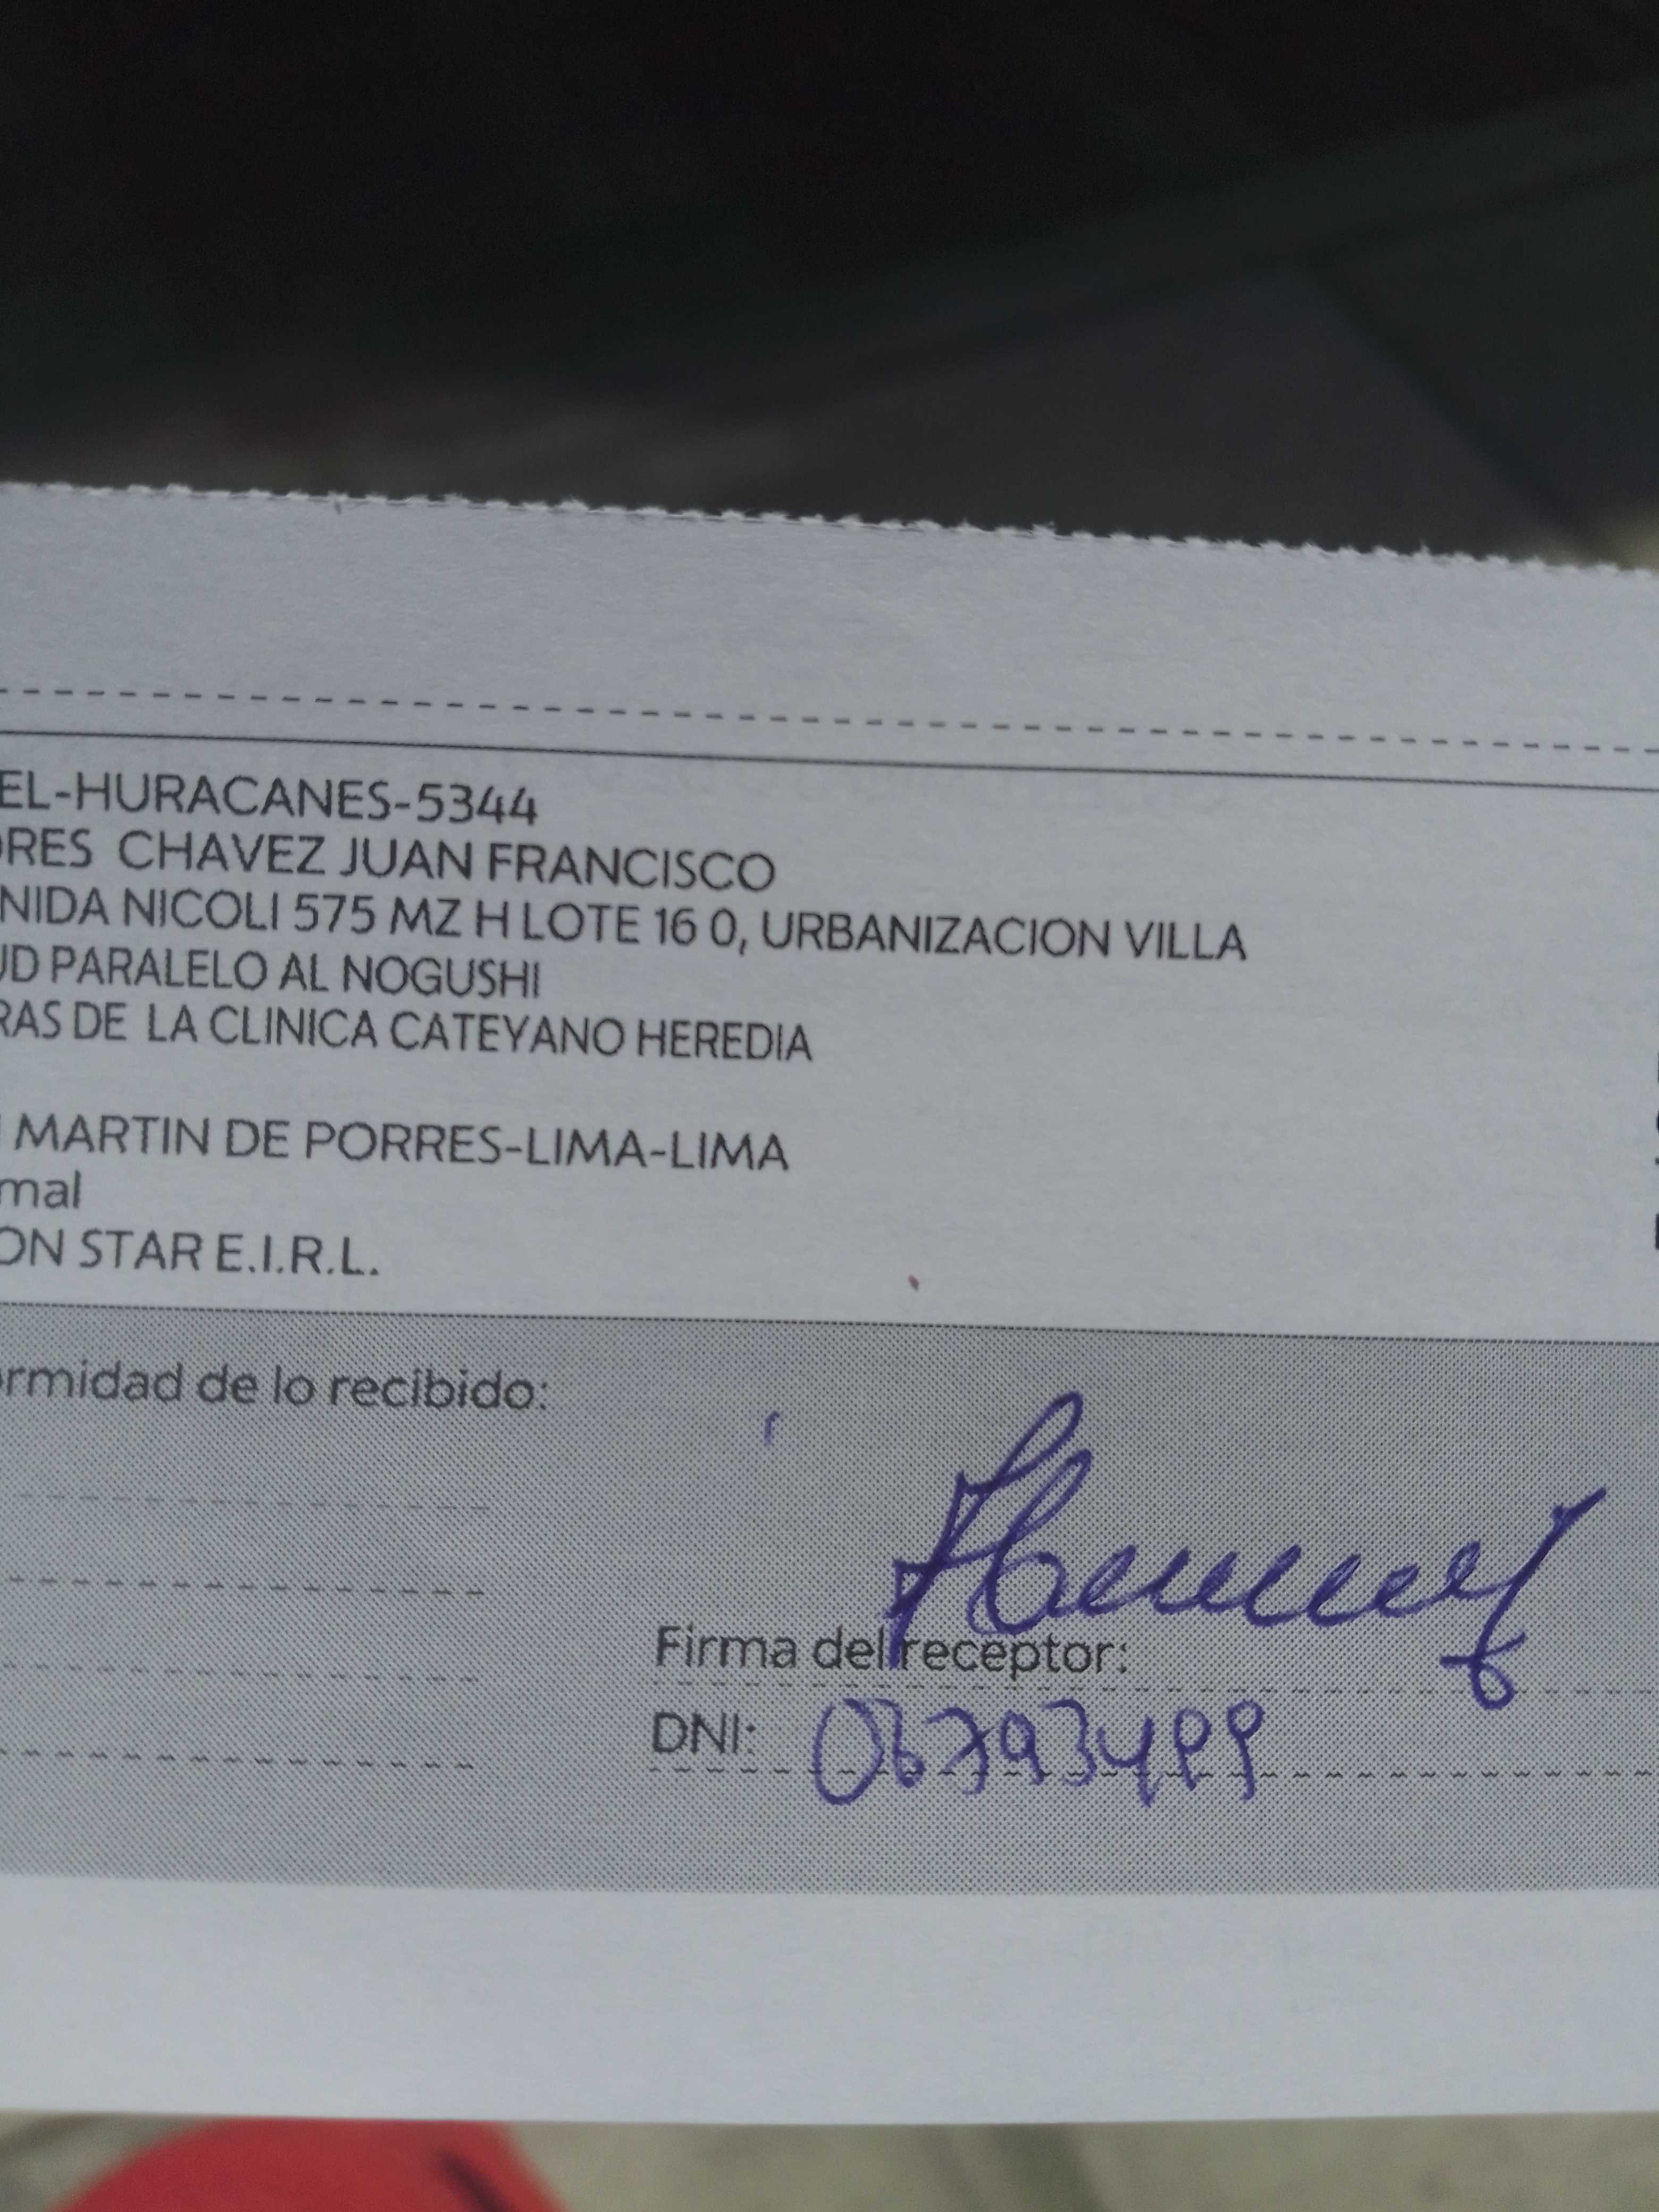 EL-HURACANES-5344
ORES CHAVEZ JUAN FRANCISCO
NIDA NICOLI 575 MZ H LOTE 16 0, URBANIZACION VILLA
UD PARALELO AL NOGUSHI
RAS DE LA CLINICA CATEYANO HEREDIA
MARTIN DE PORRES-LIMA-LIMA
mal
ON STAR E.I.R.L.
ormidad de lo recibido:
Firma del receptor:
DNI: 06793499